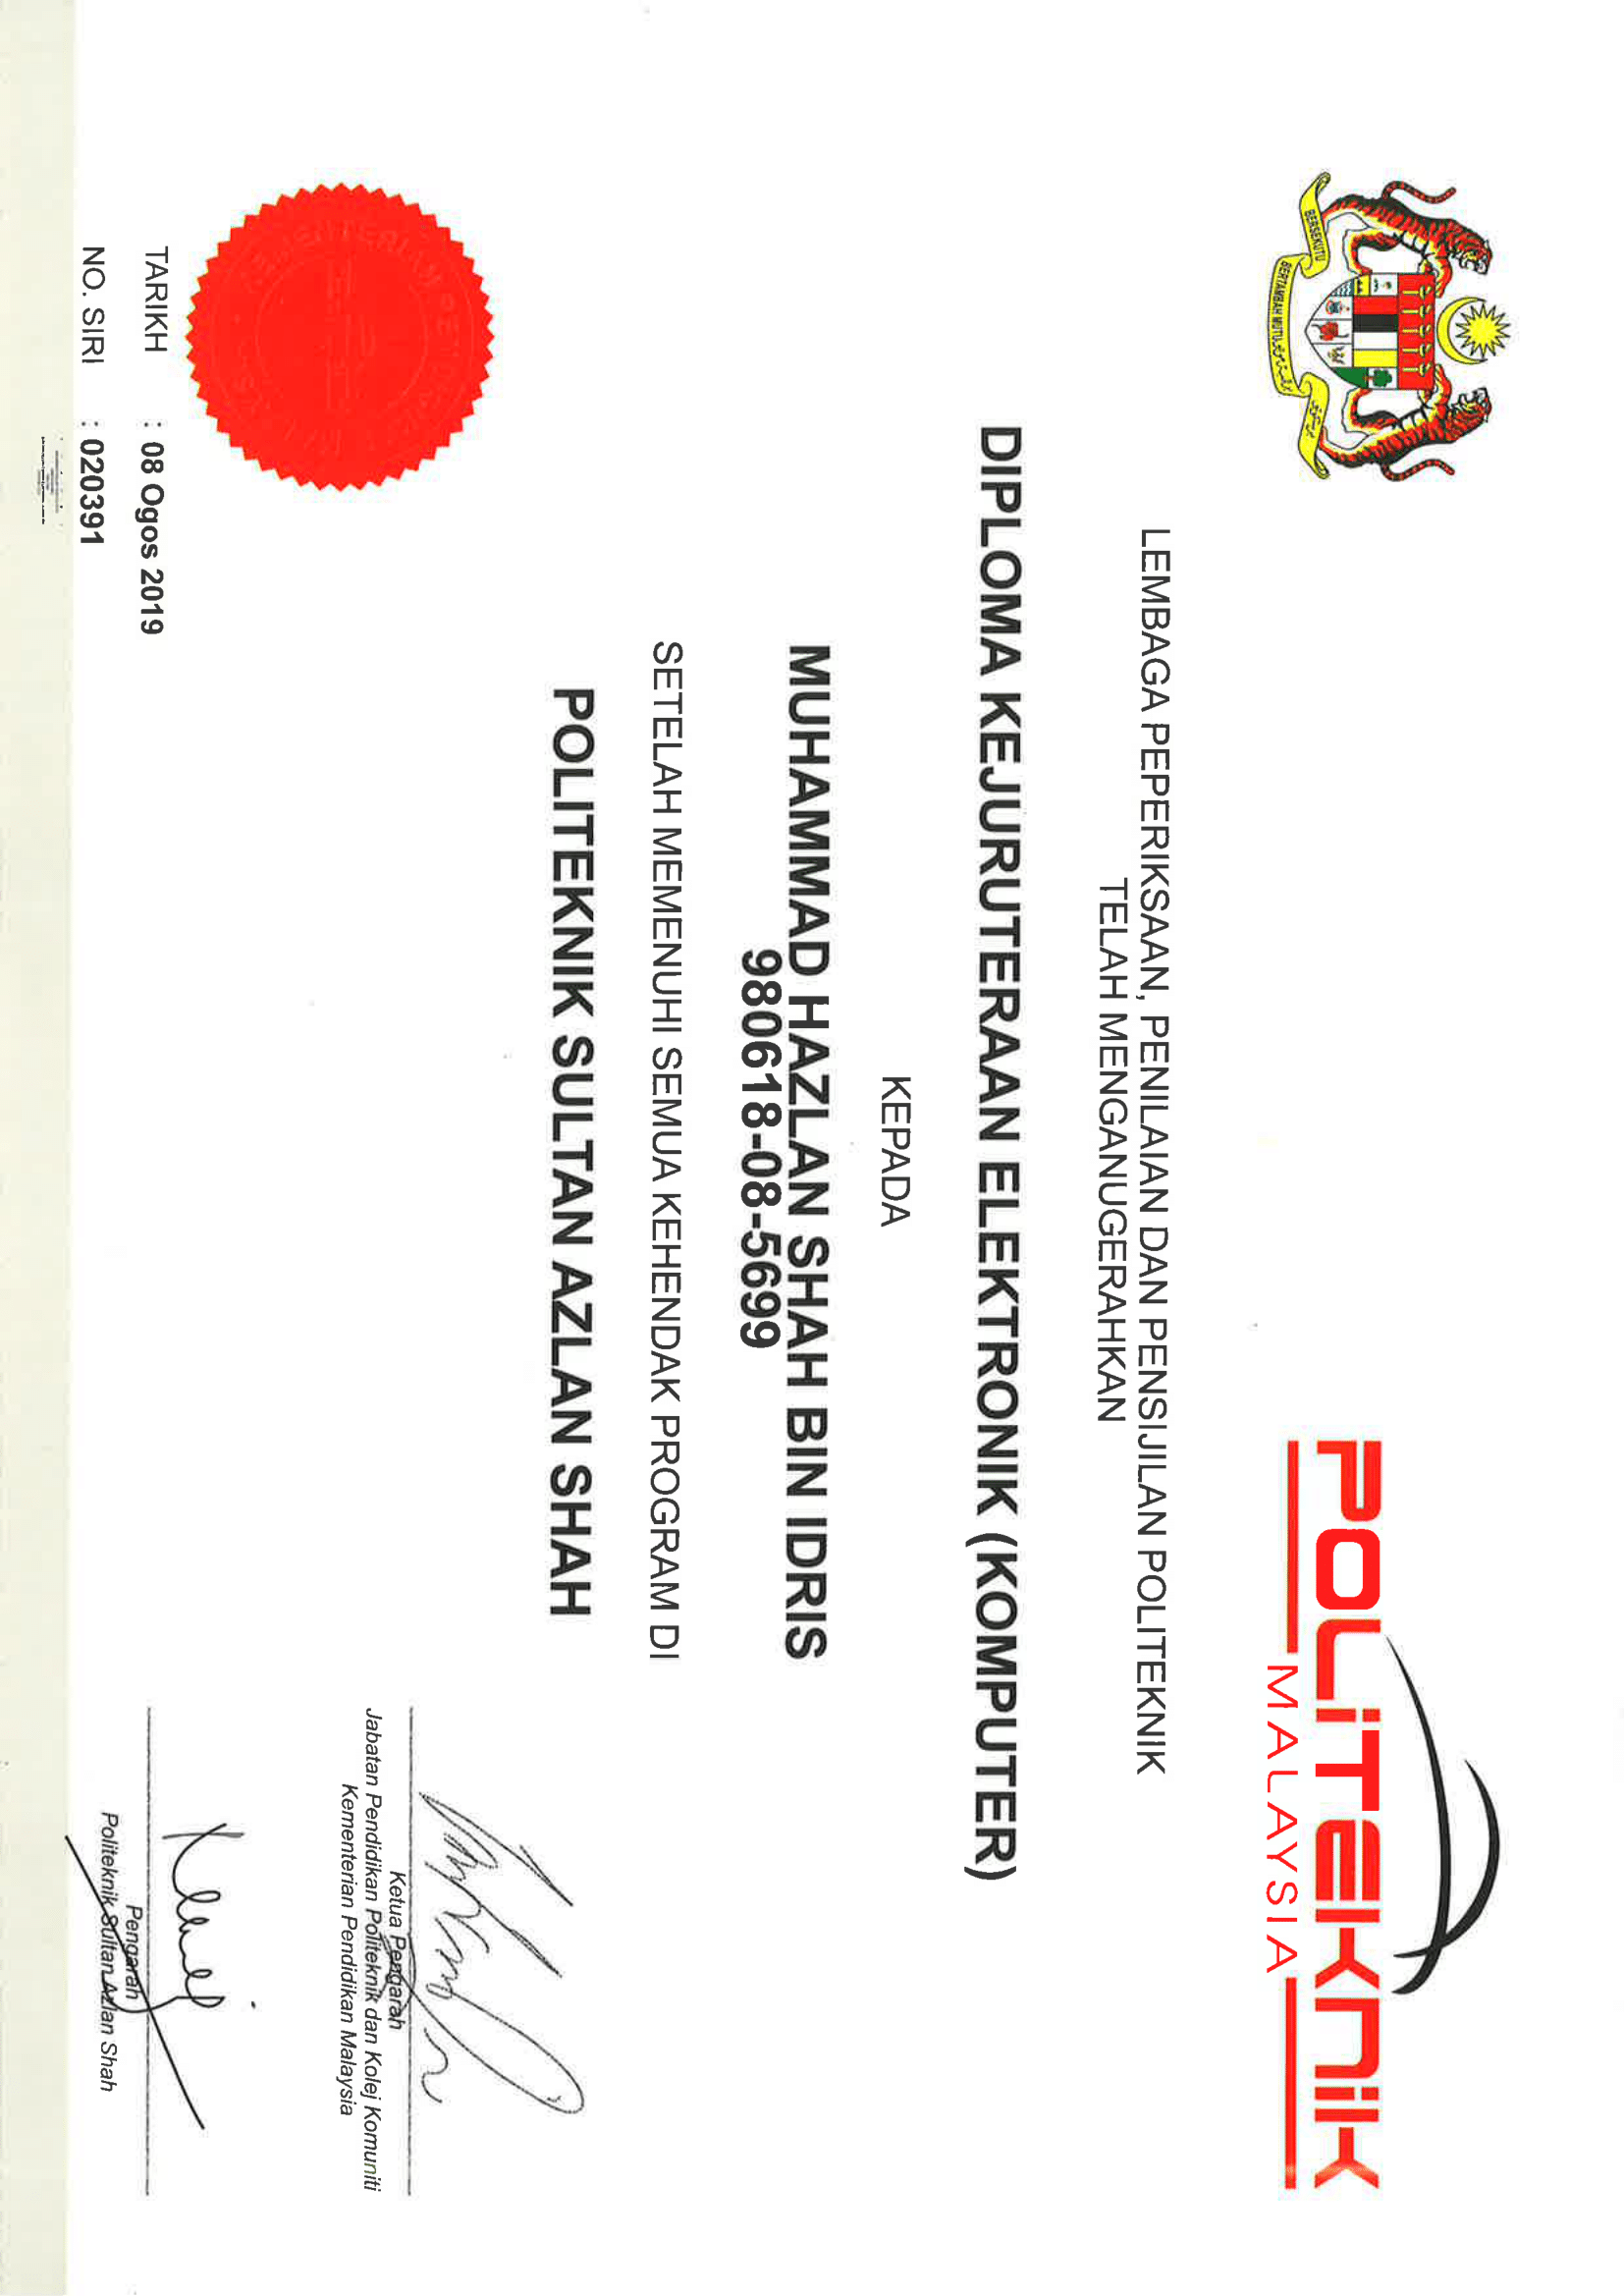 BERSEKUTU BERTAMBAH MUTU
POLITEKNIK
MALAYSIA
LEMBAGA PEPERIKSAAN, PENILAIAN DAN PENSIJILAN POLITEKNIK
TELAH MENGANUGERAHKAN
DIPLOMA KEJURUTERAAN ELEKTRONIK (KOMPUTER)
KEPADA
MUHAMMAD HAZLAN SHAH BIN IDRIS
980618-08-5699
SETELAH MEMENUHI SEMUA KEHENDAK PROGRAM DI
POLITEKNIK SULTAN AZLAN SHAH
Ketua Pengarah
Jabatan Pendidikan Politeknik dan Kolej Komuniti
Kementerian Pendidikan Malaysia
TARIKH : 08 Ogos 2019
NO. SIRI : 020391
Pengarah
Politeknik Sultan Azlan Shah